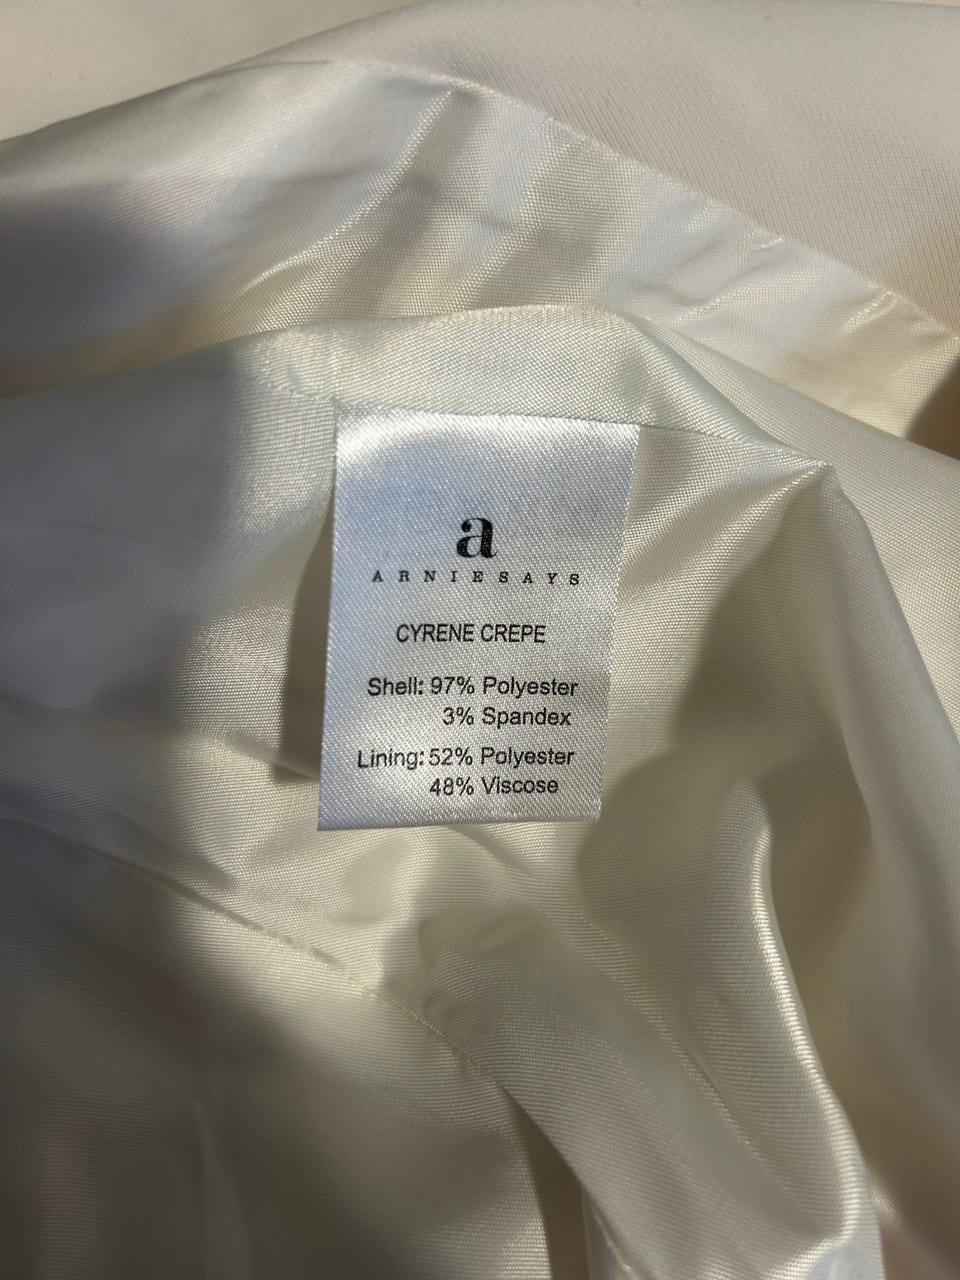 a
ARNIESAYS
CYRENE CREPE
Shell: 97% Polyester
3% Spandex
Lining: 52% Polyester
48% Viscose